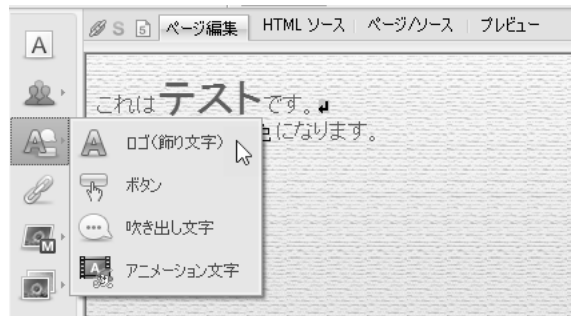 S 5 ページ編集 HTML ソース ページ/ソース プレビュー
A
これはテストです。
になります。
ロゴ(飾り文字)
ボタン
吹き出し文字
アニメーション文字